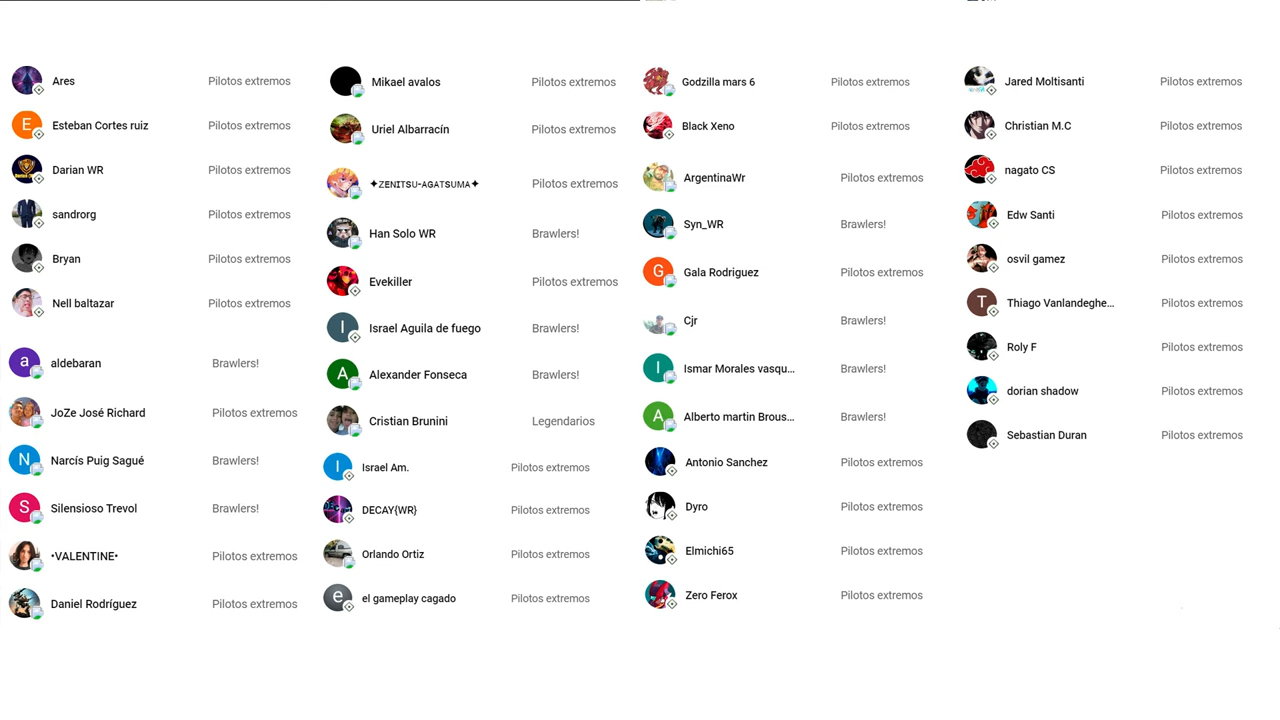 Ares Pilotos extremos
E Esteban Cortes ruiz Pilotos extremos
Darian WR Pilotos extremos
sandrorg Pilotos extremos
Bryan Pilotos extremos
Nell baltazar Pilotos extremos
a aldebaran Brawlers!
JoZe José Richard Pilotos extremos
N Narcís Puig Sagué Brawlers!
S Silensioso Trevol Brawlers!
•VALENTINE• Pilotos extremos
Daniel Rodríguez Pilotos extremos
Mikael avalos Pilotos extremos
Uriel Albarracín Pilotos extremos
✦ᴢᴇɴɪᴛsᴜ-ᴀɢᴀᴛsᴜᴍᴀ✦ Pilotos extremos
Han Solo WR Brawlers!
Evekiller Pilotos extremos
I Israel Aguila de fuego Brawlers!
A Alexander Fonseca Brawlers!
Cristian Brunini Legendarios
I Israel Am. Pilotos extremos
DECAY{WR} Pilotos extremos
Orlando Ortiz Pilotos extremos
e el gameplay cagado Pilotos extremos
Godzilla mars 6 Pilotos extremos
Black Xeno Pilotos extremos
ArgentinaWr Pilotos extremos
Syn_WR Brawlers!
G Gala Rodriguez Pilotos extremos
Cjr Brawlers!
I Ismar Morales vasqu... Brawlers!
A Alberto martin Brous... Brawlers!
Antonio Sanchez Pilotos extremos
Dyro Pilotos extremos
Elmichi65 Pilotos extremos
Zero Ferox Pilotos extremos
Jared Moltisanti Pilotos extremos
Christian M.C Pilotos extremos
nagato CS Pilotos extremos
Edw Santi Pilotos extremos
osvil gamez Pilotos extremos
T Thiago Vanlandeghe... Pilotos extremos
Roly F Pilotos extremos
dorian shadow Pilotos extremos
Sebastian Duran Pilotos extremos